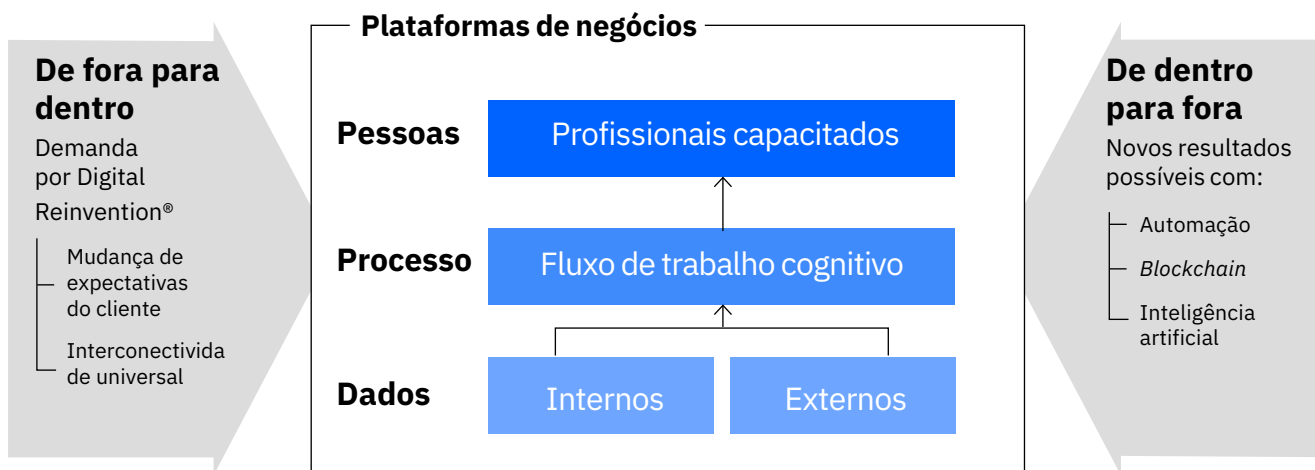 De fora para
dentro
Demanda
por Digital
Reinvention®
Mudança de
expectativas
do cliente
Interconectivida
de universal
Plataformas de negócios
Pessoas
Profissionais capacitados
Processo
Fluxo de trabalho cognitivo
Dados
Internos
Externos
De dentro
para fora
Novos resultados
possíveis com:
Automação
Blockchain
Inteligência
artificial